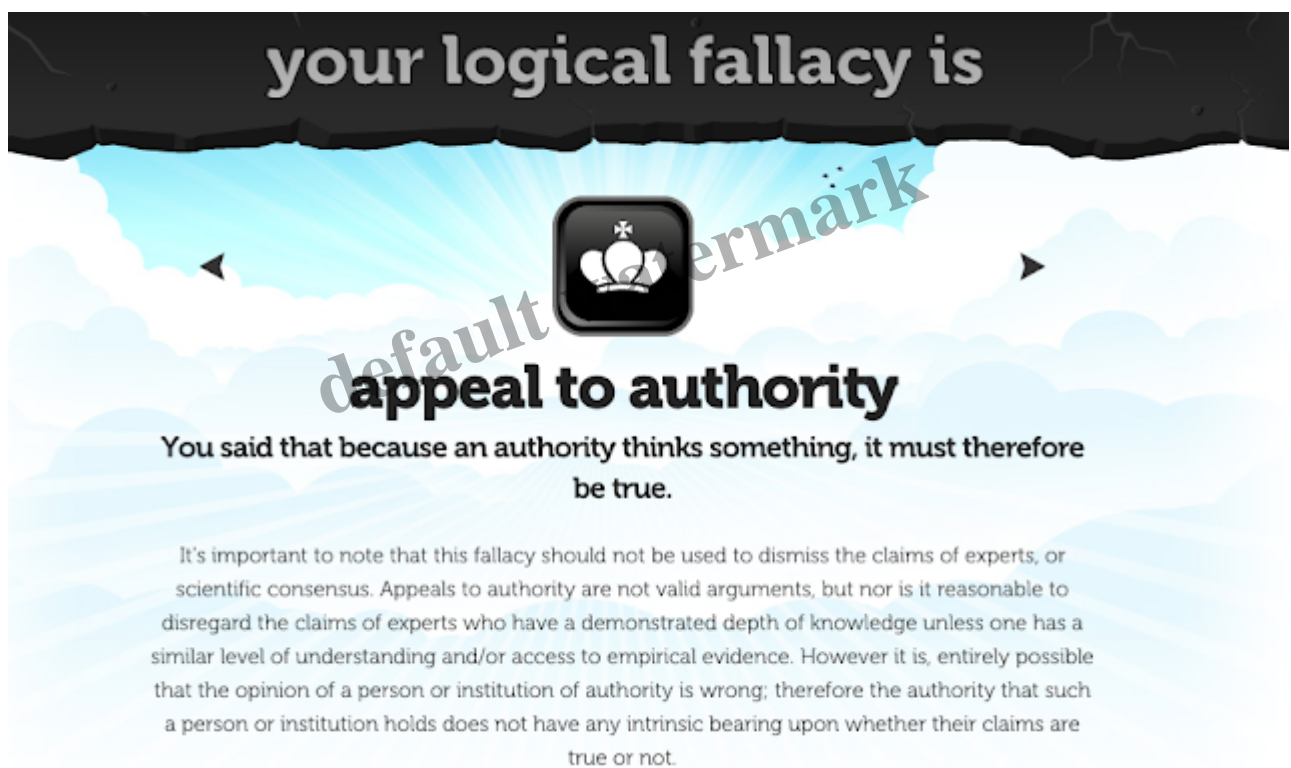 your logical fallacy is
default watermark
appeal to authority
You said that because an authority thinks something, it must therefore
be true.
It's important to note that this fallacy should not be used to dismiss the claims of experts, or
scientific consensus. Appeals to authority are not valid arguments, but nor is it reasonable to
disregard the claims of experts who have a demonstrated depth of knowledge unless one has a
similar level of understanding and/or access to empirical evidence. However it is, entirely possible
that the opinion of a person or institution of authority is wrong; therefore the authority that such
a person or institution holds does not have any intrinsic bearing upon whether their claims are
true or not.